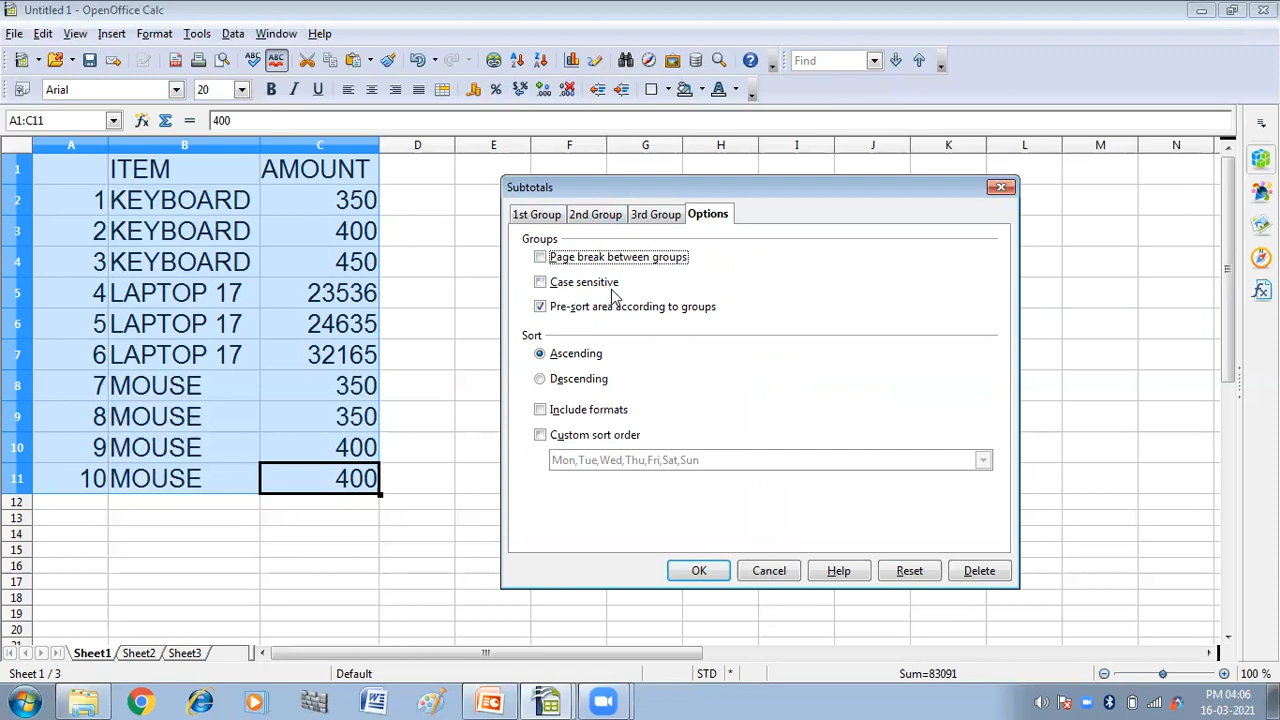 Untitled 1 - OpenOffice Calc
File Edit View Insert Format Tools Data Window Help
Find
Arial 20 B I U
A1:C11 400
A B C D E F G H I J K L M N
1 ITEM AMOUNT
2 1 KEYBOARD 350
3 2 KEYBOARD 400
4 3 KEYBOARD 450
5 4 LAPTOP 17 23536
6 5 LAPTOP 17 24635
7 6 LAPTOP 17 32165
8 7 MOUSE 350
9 8 MOUSE 350
10 9 MOUSE 400
11 10 MOUSE 400
12
13
14
15
16
17
18
19
20
Subtotals
1st Group 2nd Group 3rd Group Options
Groups
Page break between groups
Case sensitive
Pre-sort area according to groups
Sort
Ascending
Descending
Include formats
Custom sort order
Mon,Tue,Wed,Thu,Fri,Sat,Sun
OK Cancel Help Reset Delete
Sheet1 Sheet2 Sheet3
Sheet 1 / 3 Default STD * Sum=83091 100 %
PM 04:06
16-03-2021